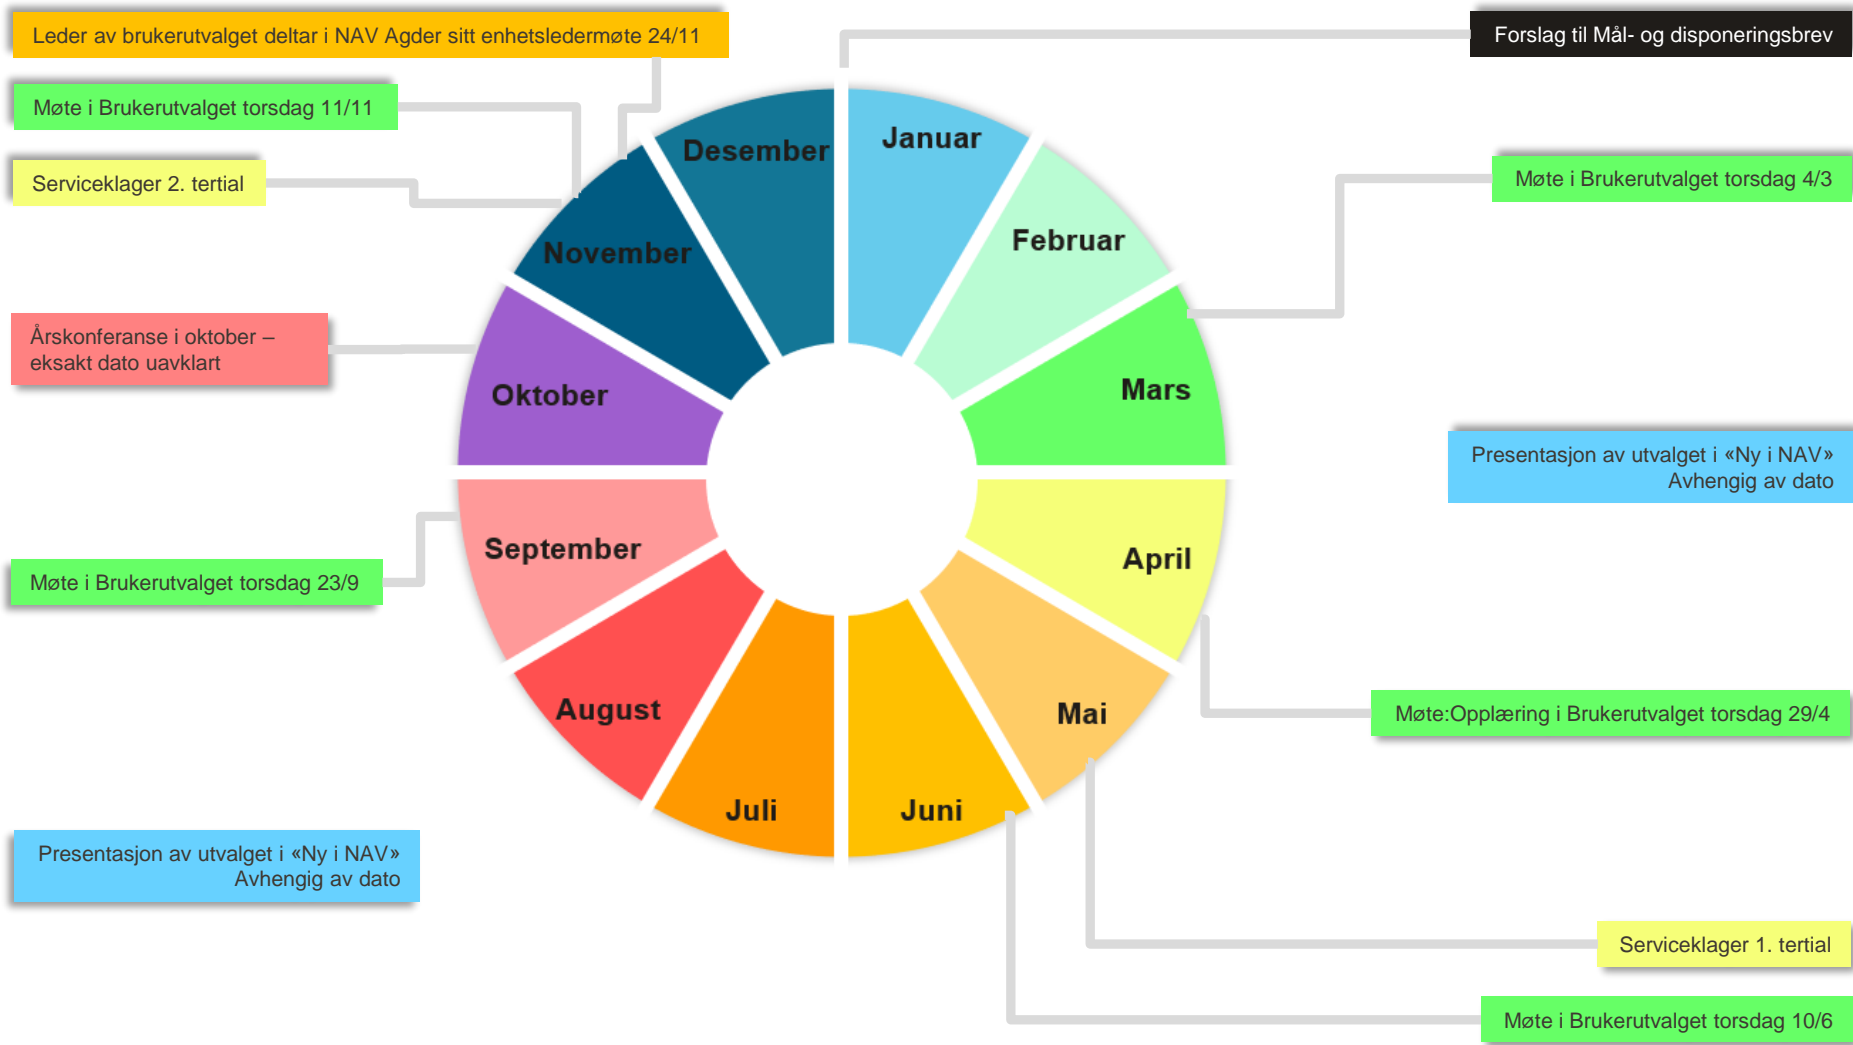 Leder av brukerutvalget deltar i NAV Agder sitt enhetsledermøte 24/11
Forslag til Mål- og disponeringsbrev
Møte i Brukerutvalget torsdag 11/11
Serviceklager 2. tertial
Møte i Brukerutvalget torsdag 4/3
Årskonferanse i oktober –
eksakt dato uavklart
Presentasjon av utvalget i «Ny i NAV»
Avhengig av dato
Møte i Brukerutvalget torsdag 23/9
Møte:Opplæring i Brukerutvalget torsdag 29/4
Presentasjon av utvalget i «Ny i NAV»
Avhengig av dato
Serviceklager 1. tertial
Møte i Brukerutvalget torsdag 10/6
Januar
Februar
Mars
April
Mai
Juni
Juli
August
September
Oktober
November
Desember